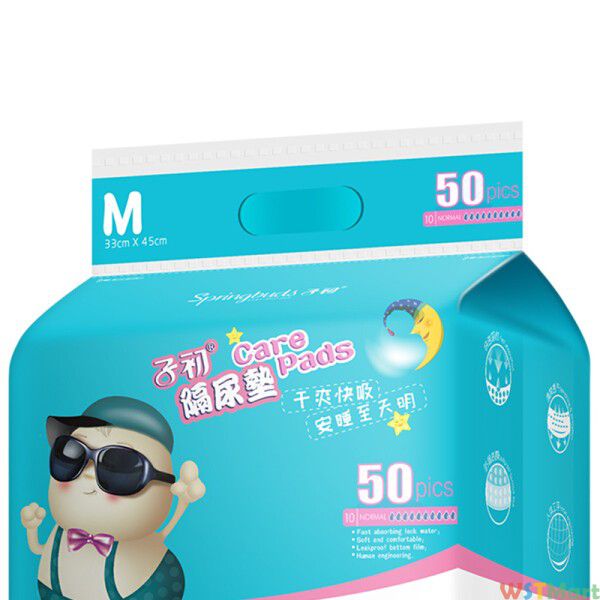 M
33cm X 45cm
50pics
10 NORMAL
Springbuds 子初
子初®
Care
Pads
隔尿墊
干爽快吸
安睡至天明
50pics
10 NORMAL
Fast absorbing lock water,
Soft and comfortable,
Leakproof bottom film,
Human engineering.
WSTMart